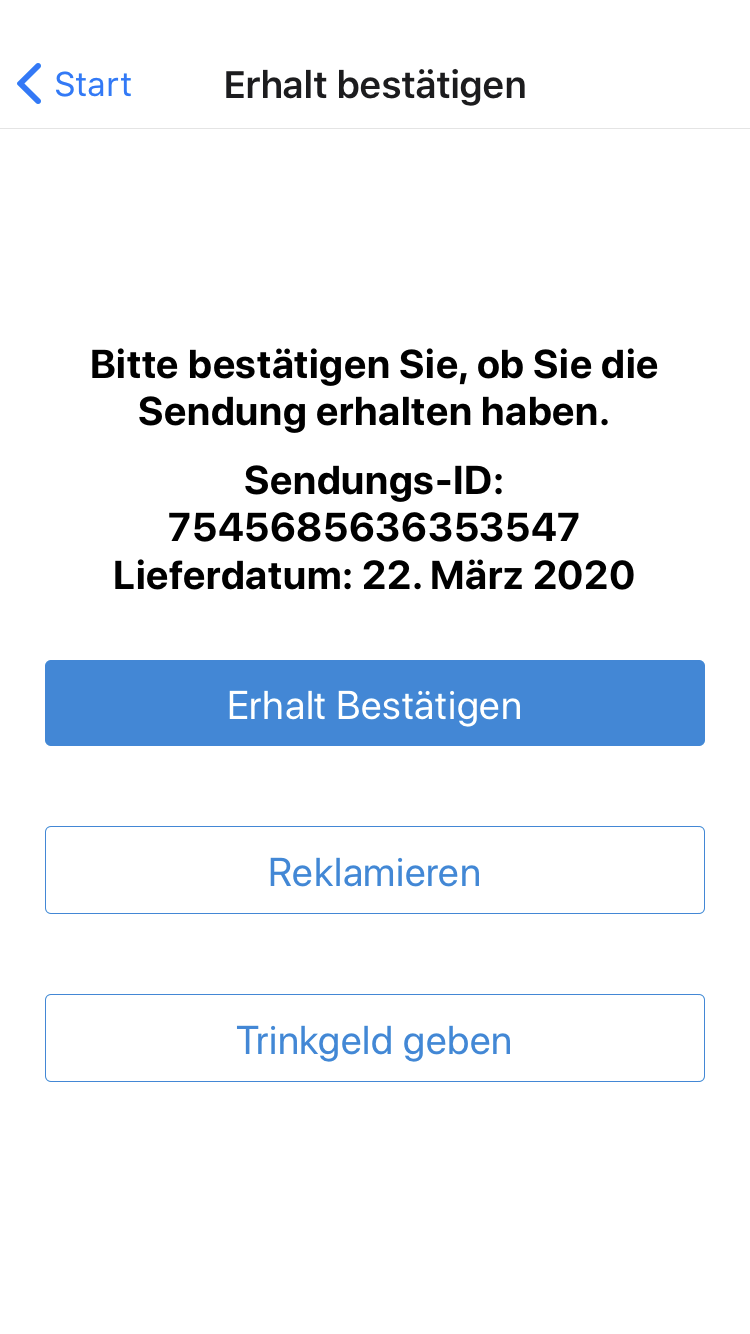 Start
Erhalt bestätigen
Bitte bestätigen Sie, ob Sie die
Sendung erhalten haben.
Sendungs-ID:
7545685636353547
Lieferdatum: 22. März 2020
Erhalt Bestätigen
Reklamieren
Trinkgeld geben